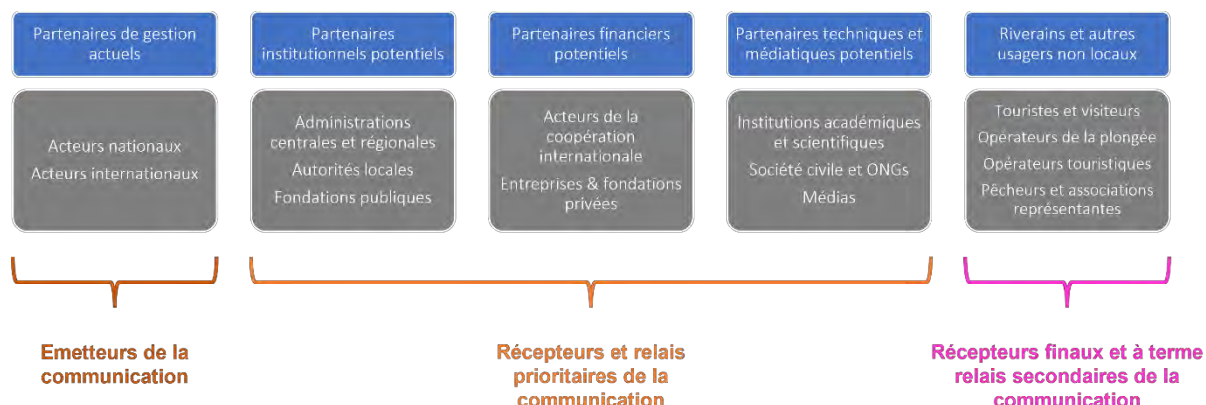 Partenaires de gestion
actuels
Partenaires
institutionnels potentiels
Partenaires financiers
potentiels
Partenaires techniques et
médiatiques potentiels
Riverains et autres
usagers non locaux
Acteurs nationaux
Acteurs internationaux
Administrations
centrales et régionales
Autorités locales
Fondations publiques
Acteurs de la
coopération
internationale
Entreprises & fondations
privées
Institutions académiques
et scientifiques
Société civile et ONGs
Médias
Touristes et visiteurs
Operateurs de la plongée
Opérateurs touristiques
Pêcheurs et associations
représentantes
Emetteurs de la
communication
Récepteurs et relais
prioritaires de la
communication
Récepteurs finaux et à terme
relais secondaires de la
communication